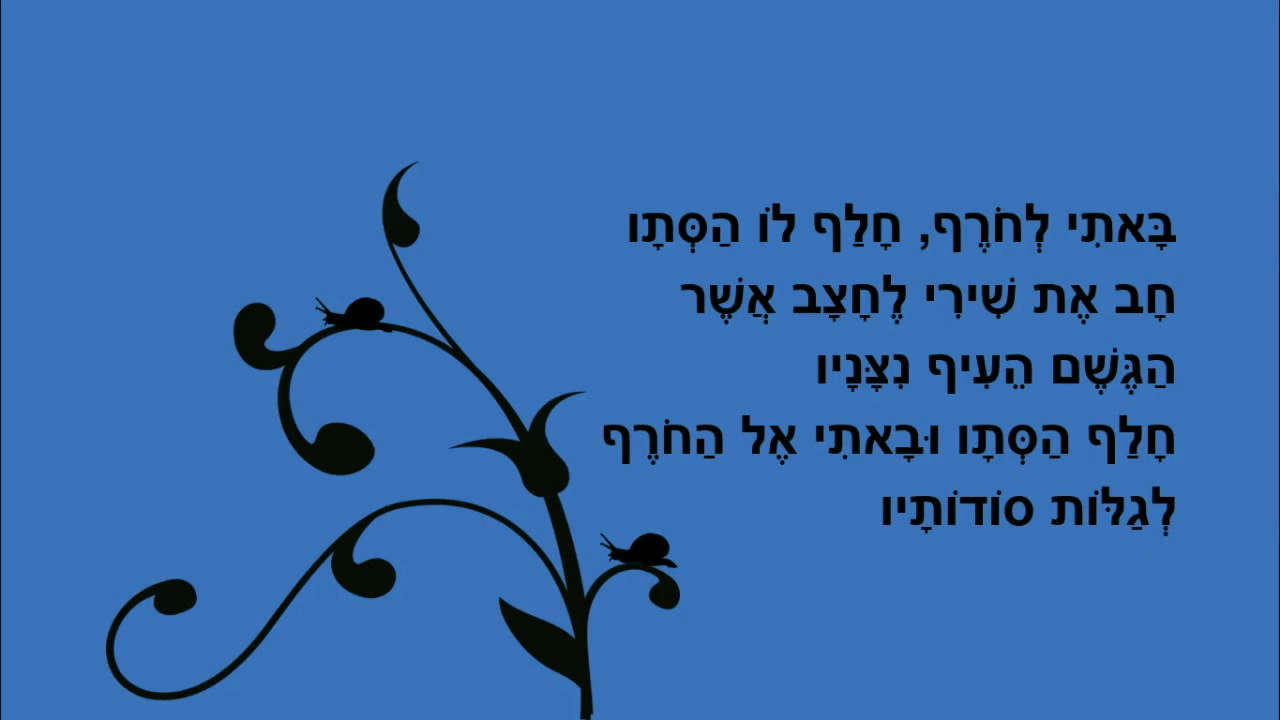 בָּאתִי לְחֹרֶף, חָלַף לוֹ הַסְּתָו
חָב אֶת שִׁירִי לֶחָצָב אֲשֶׁר
הַגֶּשֶׁם הֵעִיף נִצָּנָיו
חָלַף הַסְּתָו וּבָאתִי אֶל הַחֹרֶף
לְגַלּוֹת סוֹדוֹתָיו